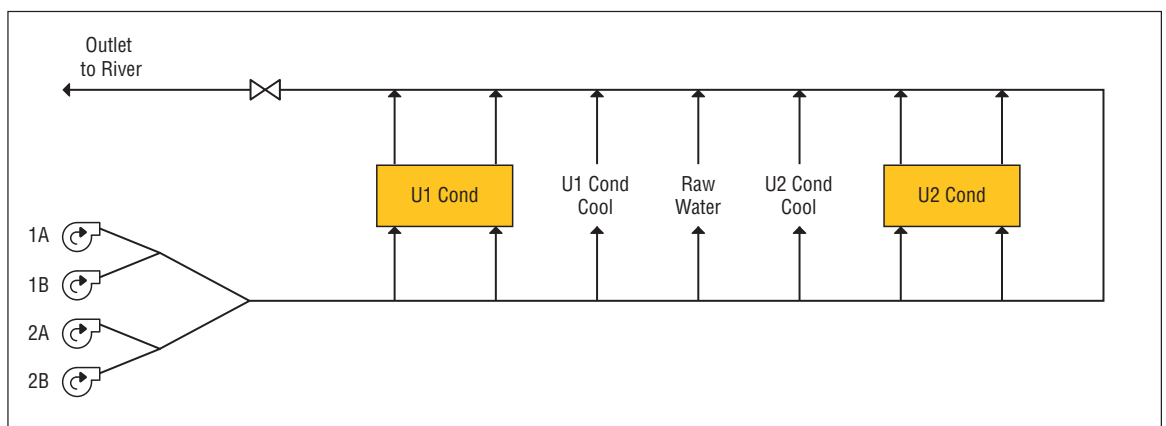 Outlet
to River
U1 Cond
U1 Cond
Cool
Raw
Water
U2 Cond
Cool
U2 Cond
1A
1B
2A
2B